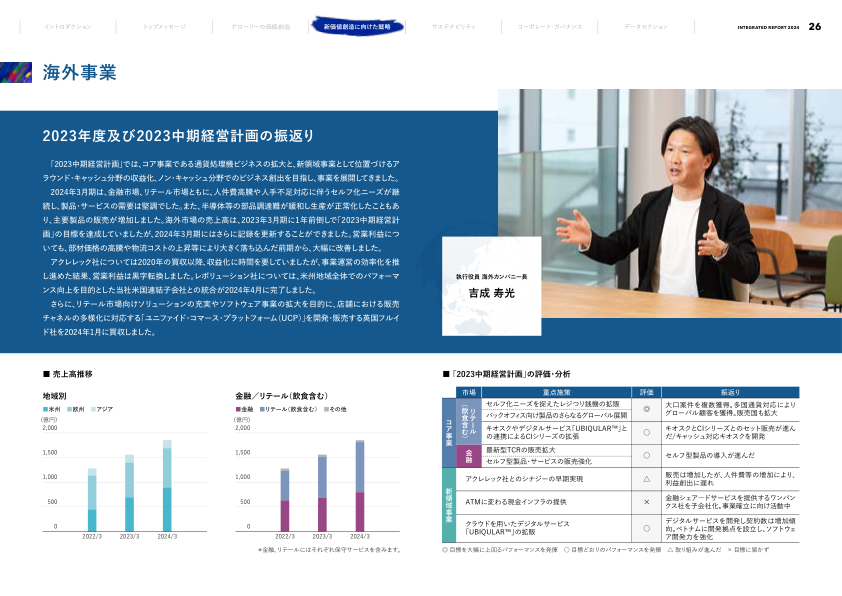 イントロダクション
トップメッセージ
グローリーの価値創造
新価値創造に向けた戦略
サステナビリティ
コーポレート・ガバナンス
データセクション
INTEGRATED REPORT 2024 26
海外事業
2023年度及び2023中期経営計画の振返り
「2023中期経営計画」では、コア事業である通貨処理機ビジネスの拡大と、新領域事業として位置づけるア
ラウンド・キャッシュ分野の収益化、ノン・キャッシュ分野でのビジネス創出を目指し、事業を展開してきました。
2024年3月期は、金融市場、リテール市場ともに、人件費高騰や人手不足対応に伴うセルフ化ニーズが継
続し、製品・サービスの需要は堅調でした。また、半導体等の部品調達難が緩和し生産が正常化したこともあ
り、主要製品の販売が増加しました。海外市場の売上高は、2023年3月期に1年前倒しで「2023中期経営計
画」の目標を達成していましたが、2024年3月期にはさらに記録を更新することができました。営業利益につ
いても、部材価格の高騰や物流コストの上昇等により大きく落ち込んだ前期から、大幅に改善しました。
アクレレック社については2020年の買収以降、収益化に時間を要していましたが、事業運営の効率化を推
し進めた結果、営業利益は黒字転換しました。レボリューション社については、米州地域全体でのパフォーマ
ンス向上を目的とした当社米国連結子会社との統合が2024年4月に完了しました。
さらに、リテール市場向けソリューションの充実やソフトウェア事業の拡大を目的に、店舗における販売
チャネルの多様化に対応する「ユニファイド・コマース・プラットフォーム（UCP）」を開発・販売する英国フルイ
ド社を2024年1月に買収しました。
執行役員 海外カンパニー長
吉成 寿光
■ 売上高推移
地域別
■米州 ■欧州 ■アジア
（億円）
2,000
1,500
1,000
500
0
2022/3 2023/3 2024/3
金融／リテール（飲食含む）
■金融 ■リテール（飲食含む） ■その他
（億円）
2,000
1,500
1,000
500
0
2022/3 2023/3 2024/3
＊金融、リテールにはそれぞれ保守サービスを含みます。
■ 「2023中期経営計画」の評価・分析
市場 重点施策 評価 振返り
コア事業
リテール（飲食含む）
セルフ化ニーズを捉えたレジつり銭機の拡販
バックオフィス向け製品のさらなるグローバル展開
◎
大口案件を複数獲得。多国通貨対応により
グローバル顧客を獲得。販売国も拡大
キオスクやデジタルサービス「UBIQULAR™」と
の連携によるCIシリーズの拡販
○
キオスクとCIシリーズとのセット販売が進ん
だ/キャッシュ対応キオスクを開発
金融
最新型TCRの販売拡大
セルフ型製品・サービスの販売強化
○
セルフ型製品の導入が進んだ
新領域事業
アクレレック社とのシナジーの早期実現
△
販売は増加したが、人件費等の増加により、
利益創出に遅れ
ATMに変わる現金インフラの提供
×
金融シェアードサービスを提供するワンバン
クス社を子会社化。事業確立に向け活動中
クラウドを用いたデジタルサービス
「UBIQULAR™」の拡販
○
デジタルサービスを開発し契約数は増加傾
向。ベトナムに開発拠点を設立し、ソフトウェ
ア開発力を強化
◎ 目標を大幅に上回るパフォーマンスを発揮 ○ 目標どおりのパフォーマンスを発揮 △ 取り組みが進んだ × 目標に届かず